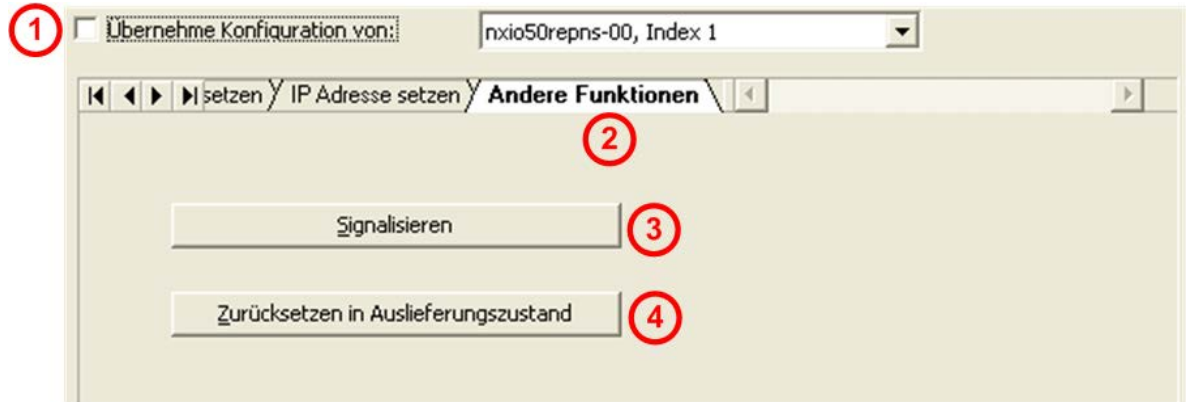 1 Übernehme Konfiguration von: nxio50repns-00, Index 1
setzen IP Adresse setzen Andere Funktionen
2
Signalisieren 3
Zurücksetzen in Auslieferungszustand 4